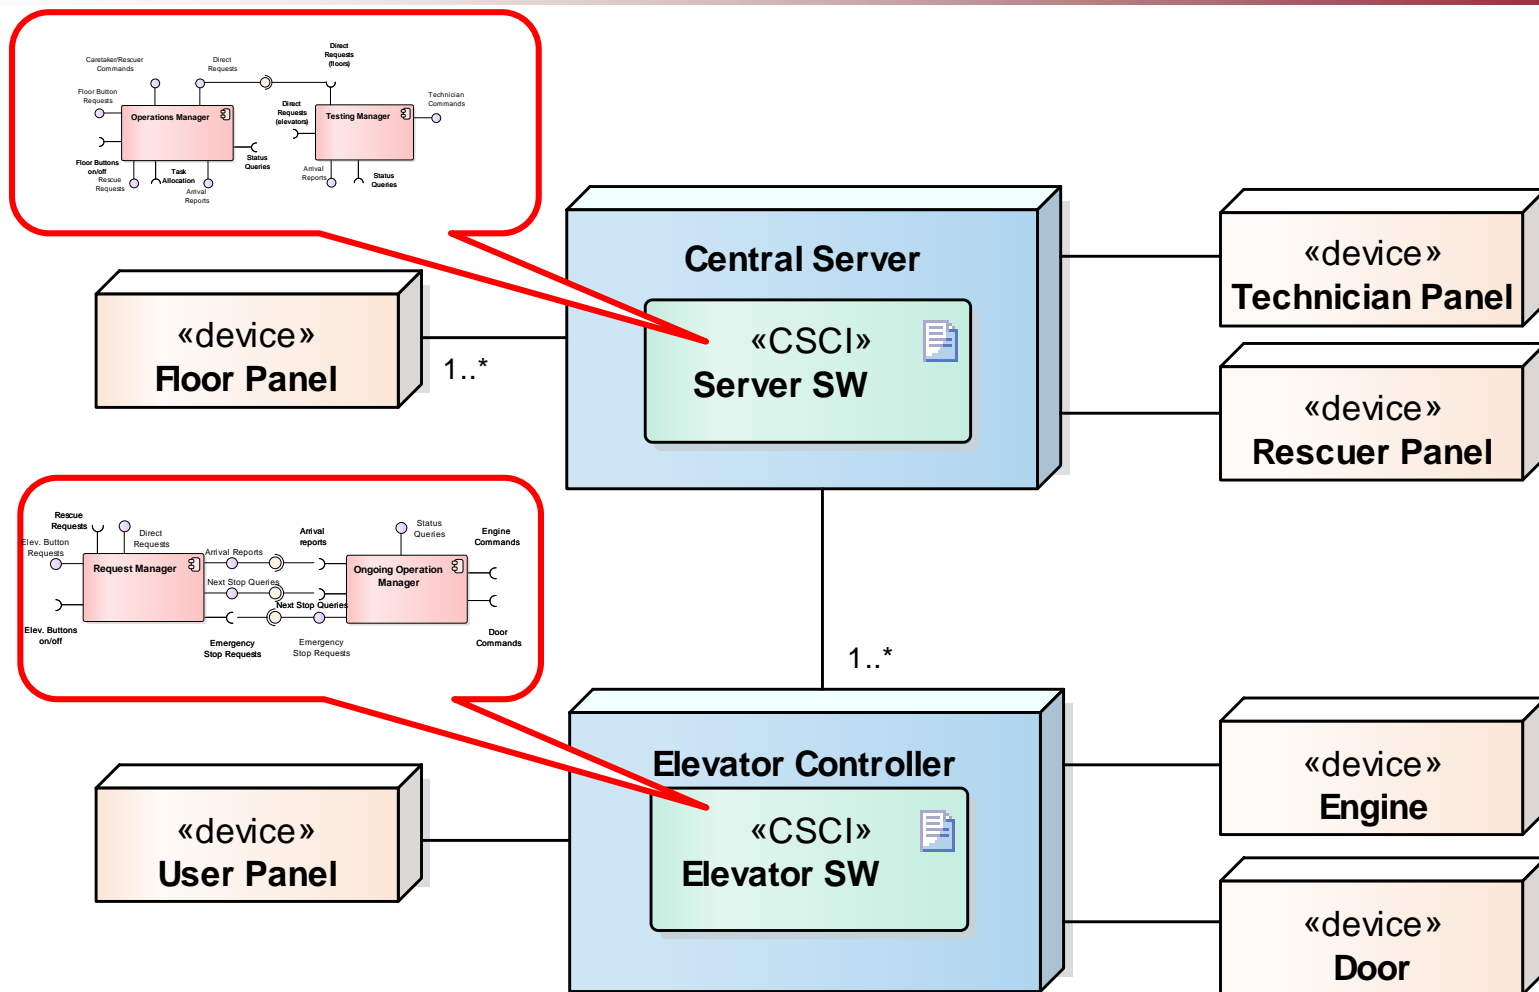 Caretaker/Rescuer
Commands
Direct
Requests
Direct
Requests
(floors)
Floor Button
Requests
Operations Manager
Direct
Requests
(elevators)
Testing Manager
Technician
Commands
Floor Buttons
on/off
Rescue
Requests
Task
Allocation
Arrival
Reports
Status
Queries
Arrival
Reports
Status
Queries
Central Server
«CSCI»
Server SW
«device»
Floor Panel
1..*
«device»
Technician Panel
«device»
Rescuer Panel
Rescue
Requests
Direct
Requests
Elev. Button
Requests
Request Manager
Arrival Reports
Arrival
reports
Status
Queries
Engine
Commands
Ongoing Operation
Manager
Next Stop Queries
Next Stop Queries
Elev. Buttons
on/off
Emergency
Stop Requests
Emergency
Stop Requests
Door
Commands
1..*
Elevator Controller
«CSCI»
Elevator SW
«device»
User Panel
«device»
Engine
«device»
Door